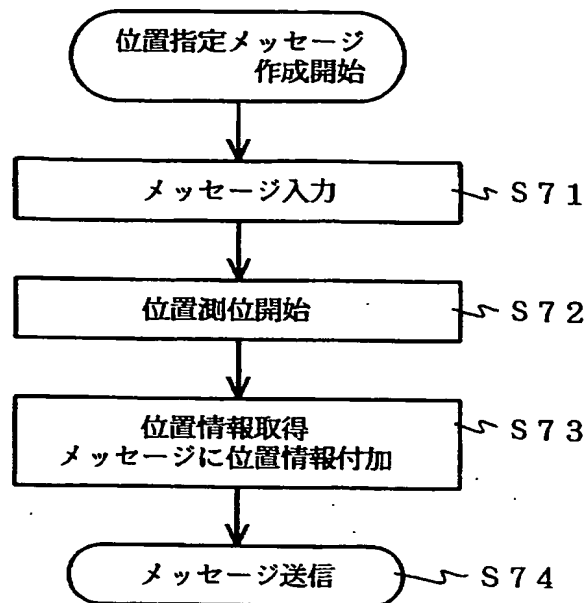 位置指定メッセージ
作成開始
メッセージ入力
S71
位置測位開始
S72
位置情報取得
メッセージに位置情報付加
S73
メッセージ送信
S74